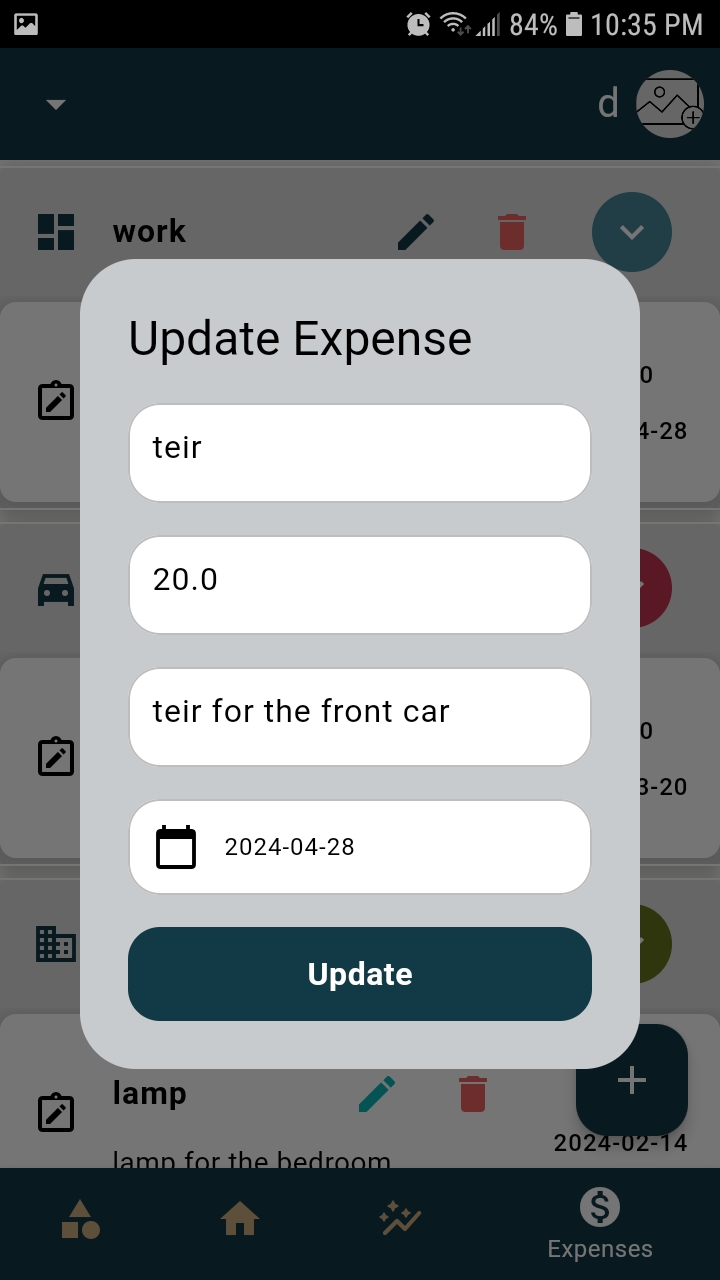 84% 10:35 PM
d
work
Update Expense
teir
0
20.0
4-28
teir for the front car
0
3-20
2024-04-28
Update
lamp
2024-02-14
lamp for the bedroom
Expenses